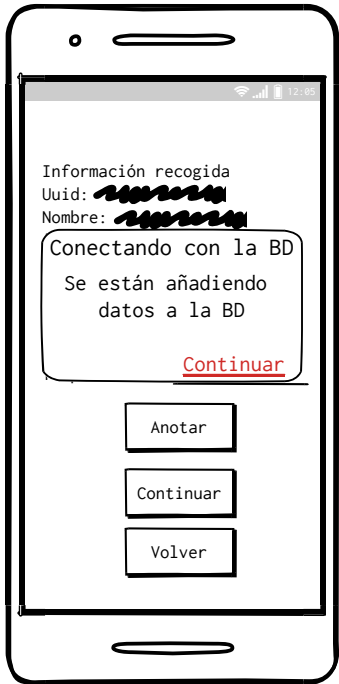 12:05
Información recogida
Uuid:
Nombre:
Conectando con la BD
Se están añadiendo
datos a la BD
Continuar
Anotar
Continuar
Volver